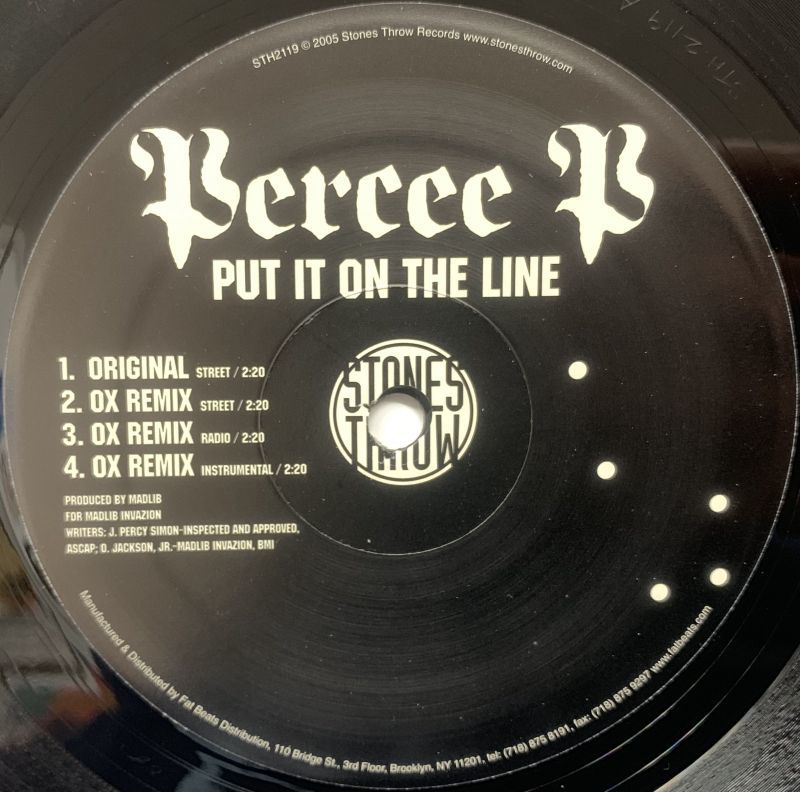 STH2119 © 2005 Stones Throw Records www.stonesthrow.com
STH 2119 A
Percee P
PUT IT ON THE LINE
1. ORIGINAL STREET / 2:20
2. OX REMIX STREET / 2:20
3. OX REMIX RADIO / 2:20
4. OX REMIX INSTRUMENTAL / 2:20
STONES
THROW
PRODUCED BY MADLIB
FOR MADLIB INVAZION
WRITERS: J. PERCY SIMON-INSPECTED AND APPROVED,
ASCAP; O. JACKSON, JR.-MADLIB INVAZION, BMI
Manufactured & Distributed by Fat Beats Distribution, 110 Bridge St., 3rd Floor, Brooklyn, NY 11201, tel: (718) 875 8191, fax: (718) 875 9297 www.fatbeats.com